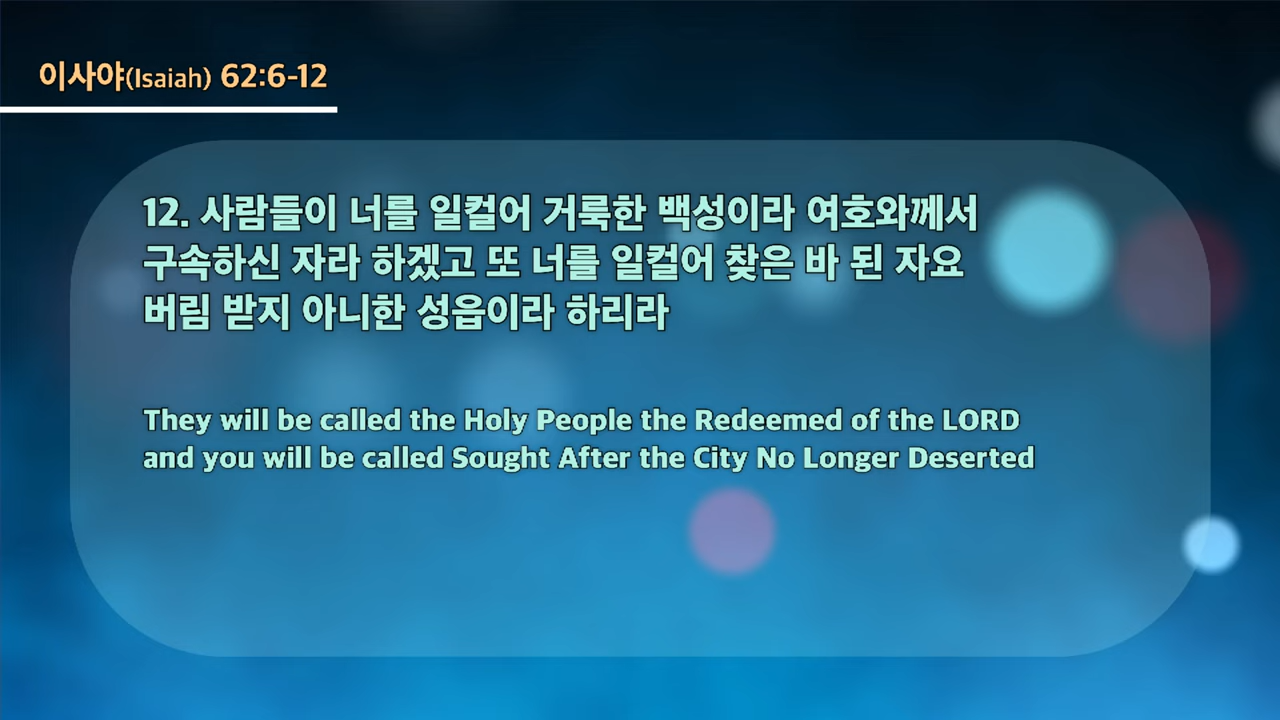 이사야(Isaiah) 62:6-12
12. 사람들이 너를 일컬어 거룩한 백성이라 여호와께서
구속하신 자라 하겠고 또 너를 일컬어 찾은 바 된 자요
버림 받지 아니한 성읍이라 하리라
They will be called the Holy People the Redeemed of the LORD
and you will be called Sought After the City No Longer Deserted